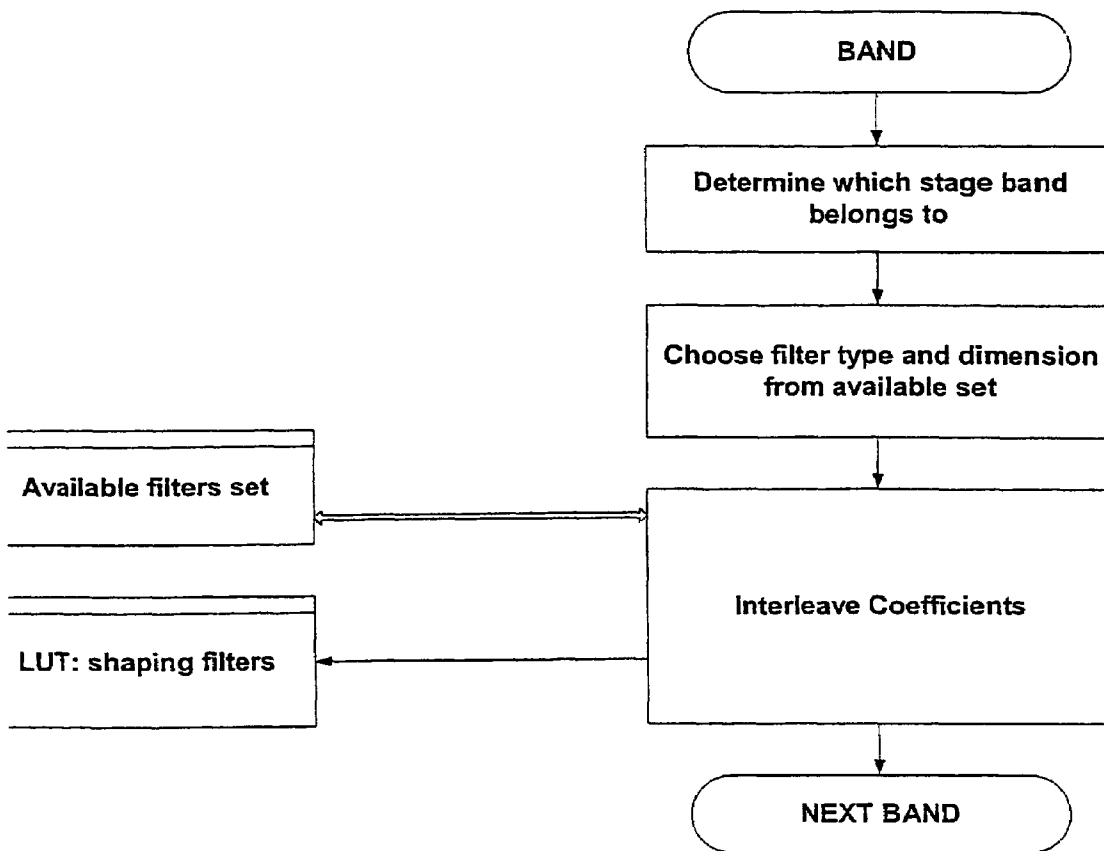 BAND
Determine which stage band
belongs to
Choose filter type and dimension
from available set
Available filters set
Interleave Coefficients
LUT: shaping filters
NEXT BAND